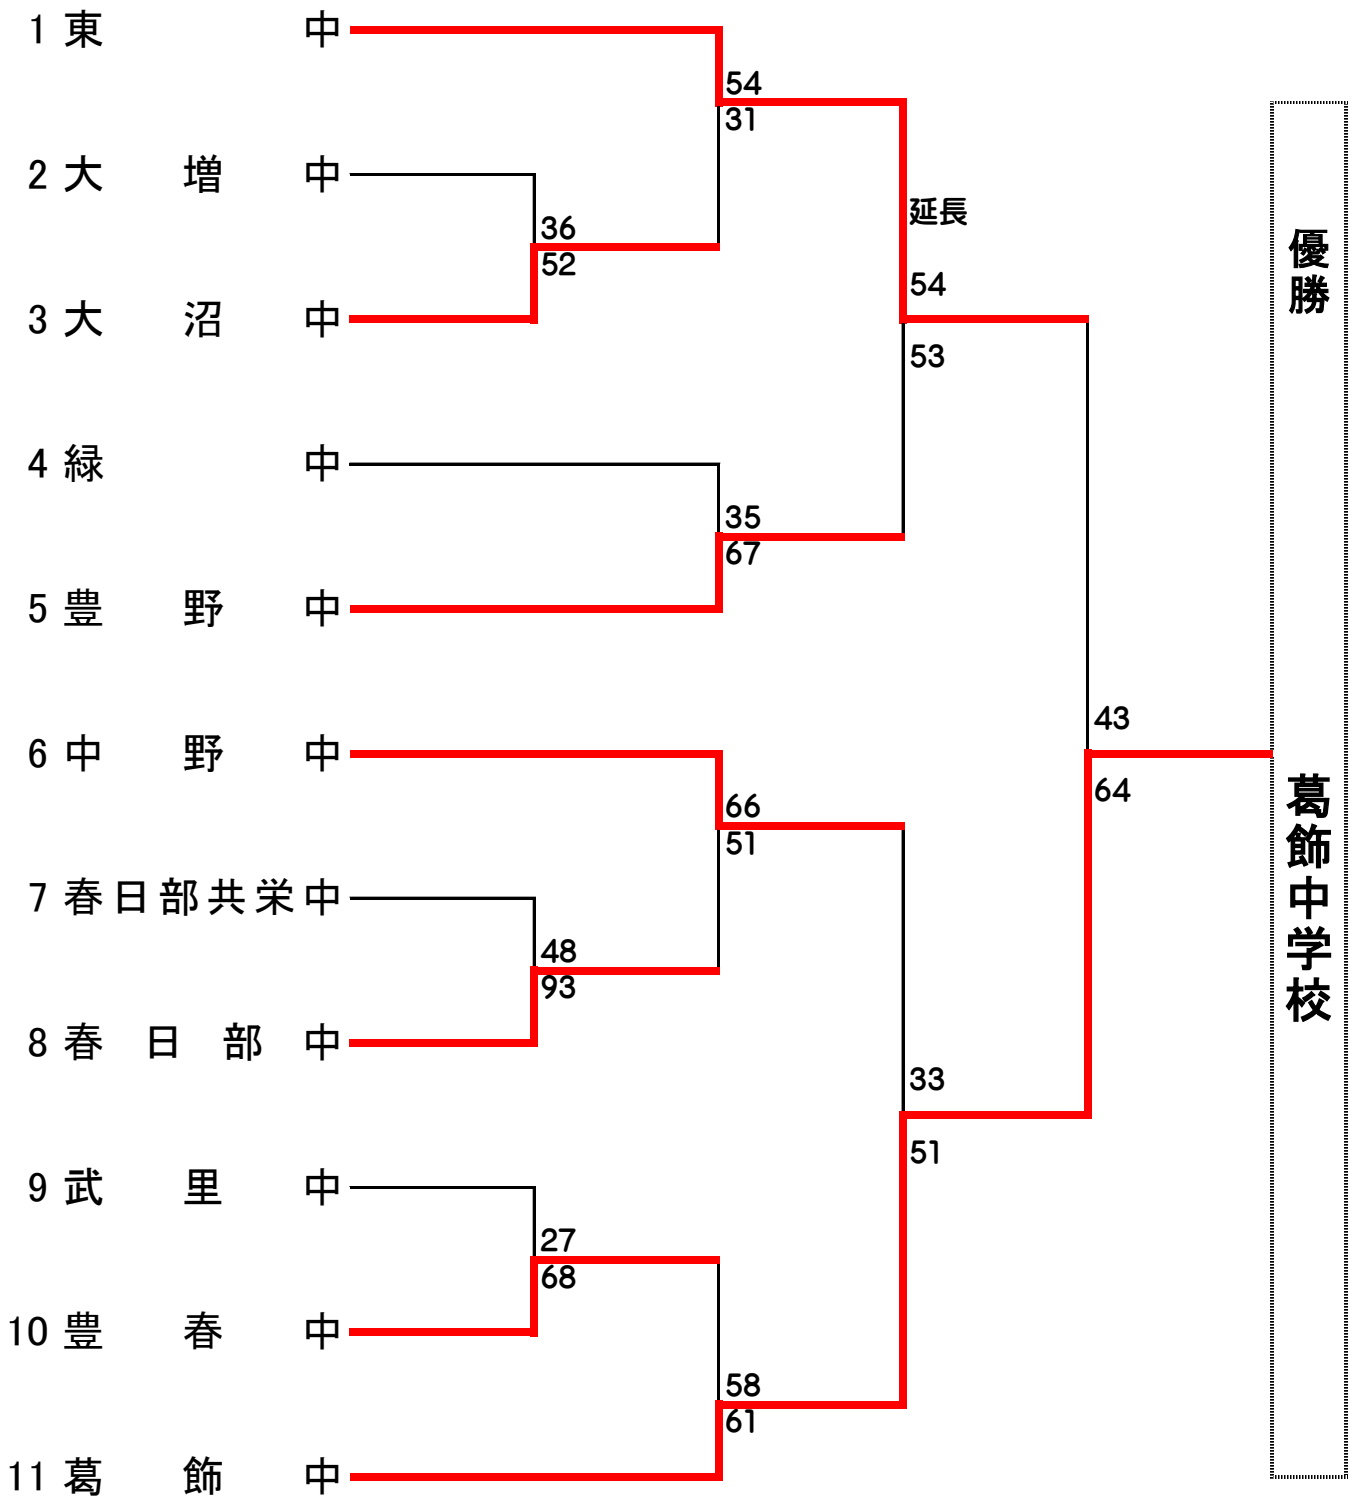 1 東 中
54
31
2 大 増 中
36
52
延長
54
53
3 大 沼 中
4 緑 中
35
67
5 豊 野 中
6 中 野 中
66
51
7 春日部共栄中
48
93
8 春 日 部 中
33
51
9 武 里 中
27
68
10 豊 春 中
58
61
11 葛 飾 中
43
64
優勝
葛飾中学校